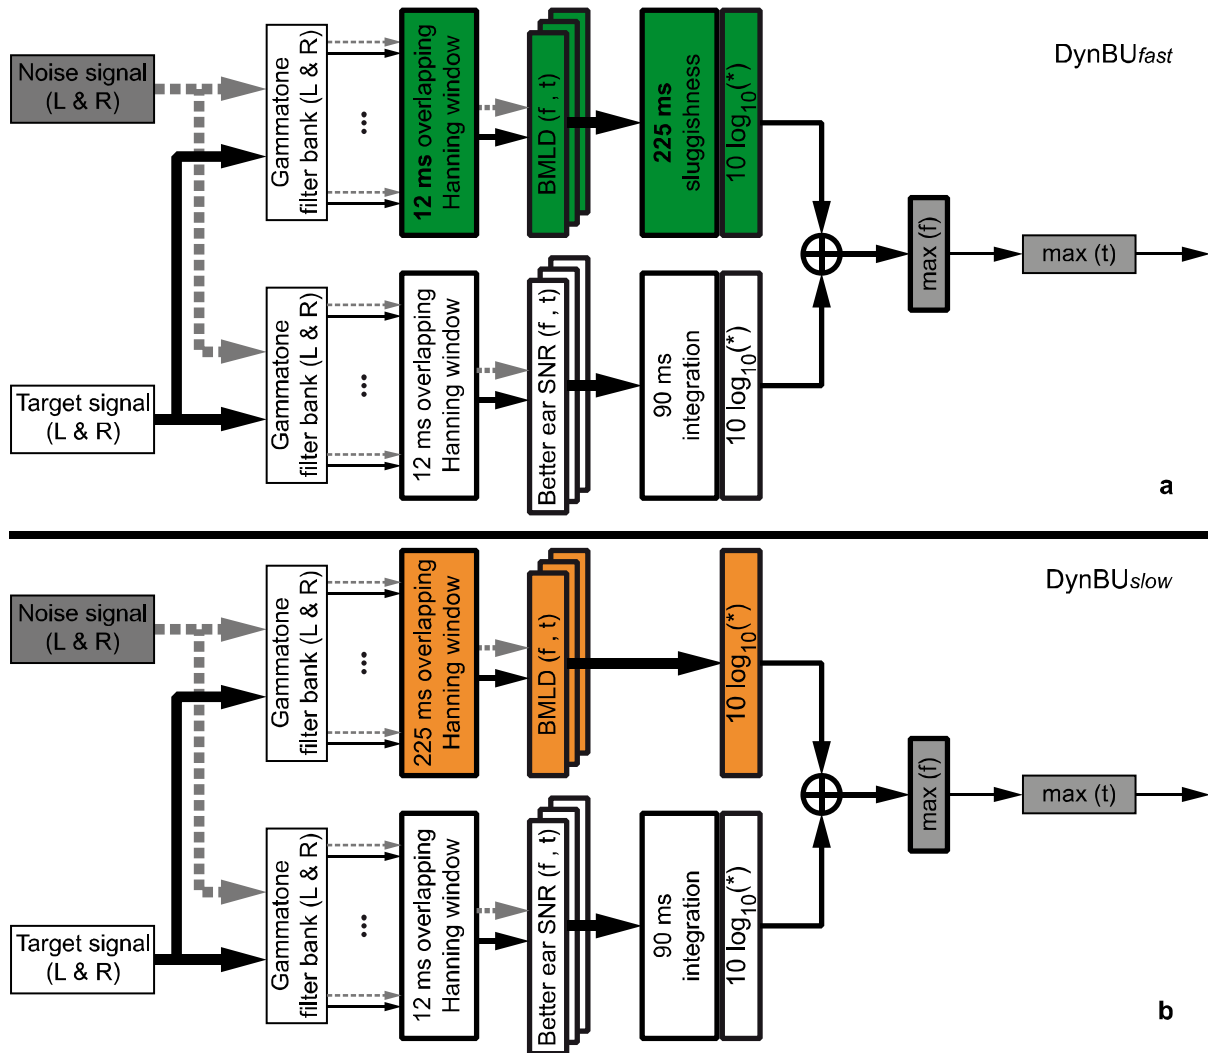 DynBUfast
Noise signal
(L & R)
Gammatone
filter bank (L & R)
...
12 ms overlapping
Hanning window
BMLD (f , t)
225 ms
sluggishness
10 log10(*)
max (f)
max (t)
Target signal
(L & R)
Gammatone
filter bank (L & R)
...
12 ms overlapping
Hanning window
Better ear SNR (f , t)
90 ms
integration
10 log10(*)
a
DynBUslow
Noise signal
(L & R)
Gammatone
filter bank (L & R)
...
225 ms overlapping
Hanning window
BMLD (f , t)
10 log10(*)
max (f)
max (t)
Target signal
(L & R)
Gammatone
filter bank (L & R)
...
12 ms overlapping
Hanning window
Better ear SNR (f , t)
90 ms
integration
10 log10(*)
b